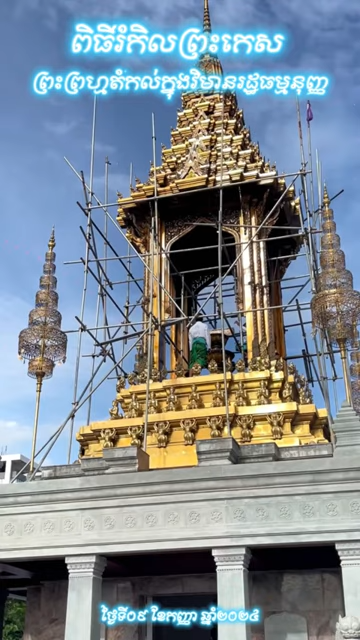 ពិធីរំកិលព្រះកេស
ព្រះព្រហ្មតំកល់ក្នុងវិមានរដ្ឋធម្មនុញ្ញ
ថ្ងៃទី០៩ ខែកញ្ញា ឆ្នាំ២០២៤